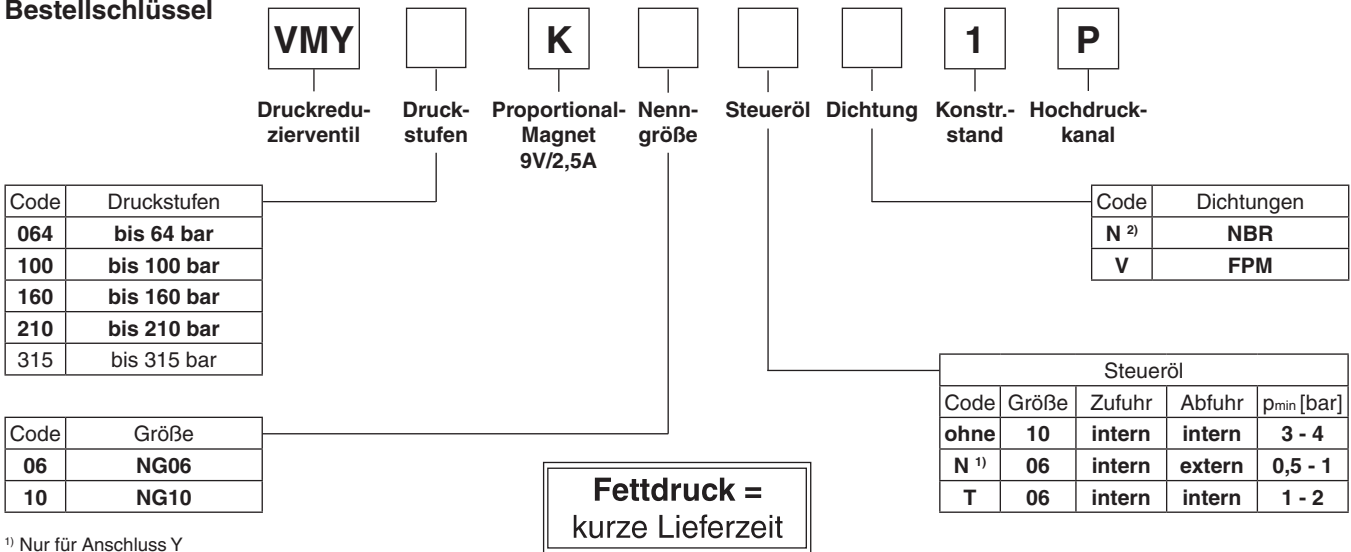 Bestellschlüssel
VMY K 1 P
Druckredu-
zierventil
Druck-
stufen
Proportional-
Magnet
9V/2,5A
Nenn-
größe
Steueröl
Dichtung
Konstr.-
stand
Hochdruck-
kanal
Code Druckstufen
064 bis 64 bar
100 bis 100 bar
160 bis 160 bar
210 bis 210 bar
315 bis 315 bar
Code Dichtungen
N ²⁾ NBR
V FPM
Code Größe
06 NG06
10 NG10
Steueröl
Code Größe Zufuhr Abfuhr pmin [bar]
ohne 10 intern intern 3 - 4
N ¹⁾ 06 intern extern 0,5 - 1
T 06 intern intern 1 - 2
Fettdruck =
kurze Lieferzeit
¹⁾ Nur für Anschluss Y